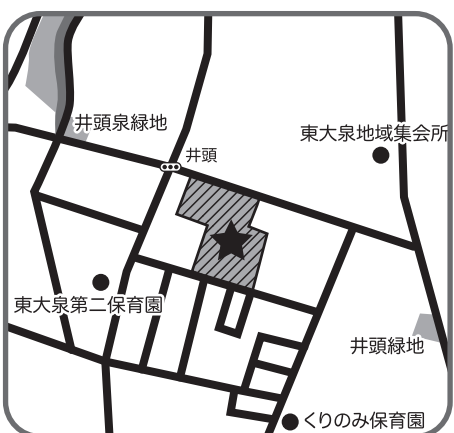 井頭泉緑地
井頭
東大泉地域集会所
東大泉第二保育園
井頭緑地
くりのみ保育園